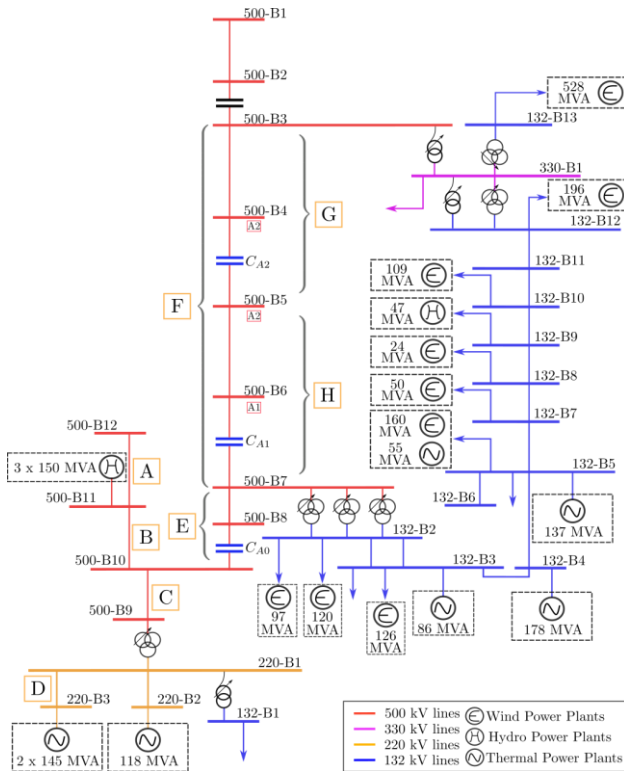 500-B1
500-B2
528
MVA
500-B3
132-B13
330-B1
196
MVA
G
500-B4
A2
132-B12
C_A2
132-B11
109
MVA
F
500-B5
A2
132-B10
47
MVA
132-B9
24
MVA
H
500-B6
A1
132-B8
50
MVA
132-B7
500-B12
160
MVA
C_A1
3 x 150 MVA
A
55
MVA
500-B7
132-B5
500-B11
E
500-B8
132-B6
B
132-B2
137 MVA
C_A0
500-B10
132-B3
132-B4
C
97
MVA
120
MVA
126
MVA
86 MVA
178 MVA
500-B9
220-B1
D
220-B3
220-B2
132-B1
2 x 145 MVA
118 MVA
500 kV lines
330 kV lines
220 kV lines
132 kV lines
Wind Power Plants
Hydro Power Plants
Thermal Power Plants